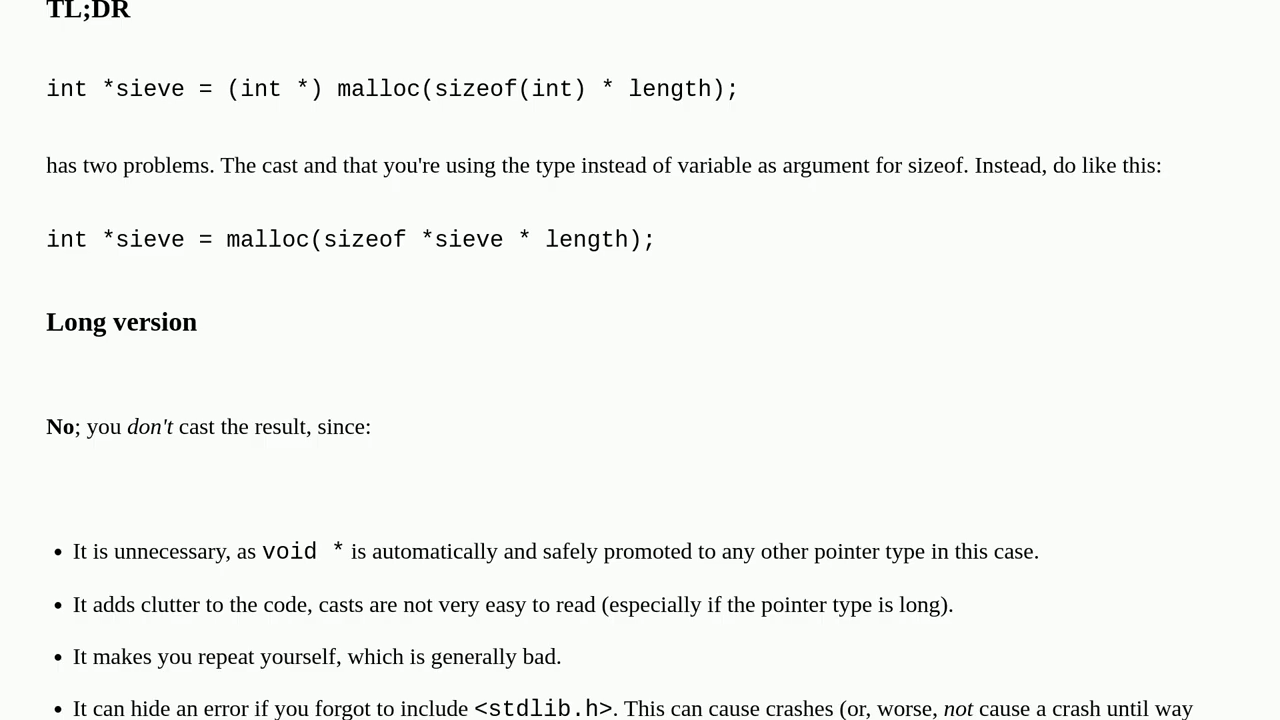 TL;DR
int *sieve = (int *) malloc(sizeof(int) * length);
has two problems. The cast and that you're using the type instead of variable as argument for sizeof. Instead, do like this:
int *sieve = malloc(sizeof *sieve * length);
Long version
No; you don't cast the result, since:
• It is unnecessary, as void * is automatically and safely promoted to any other pointer type in this case.
• It adds clutter to the code, casts are not very easy to read (especially if the pointer type is long).
• It makes you repeat yourself, which is generally bad.
• It can hide an error if you forgot to include <stdlib.h>. This can cause crashes (or, worse, not cause a crash until way